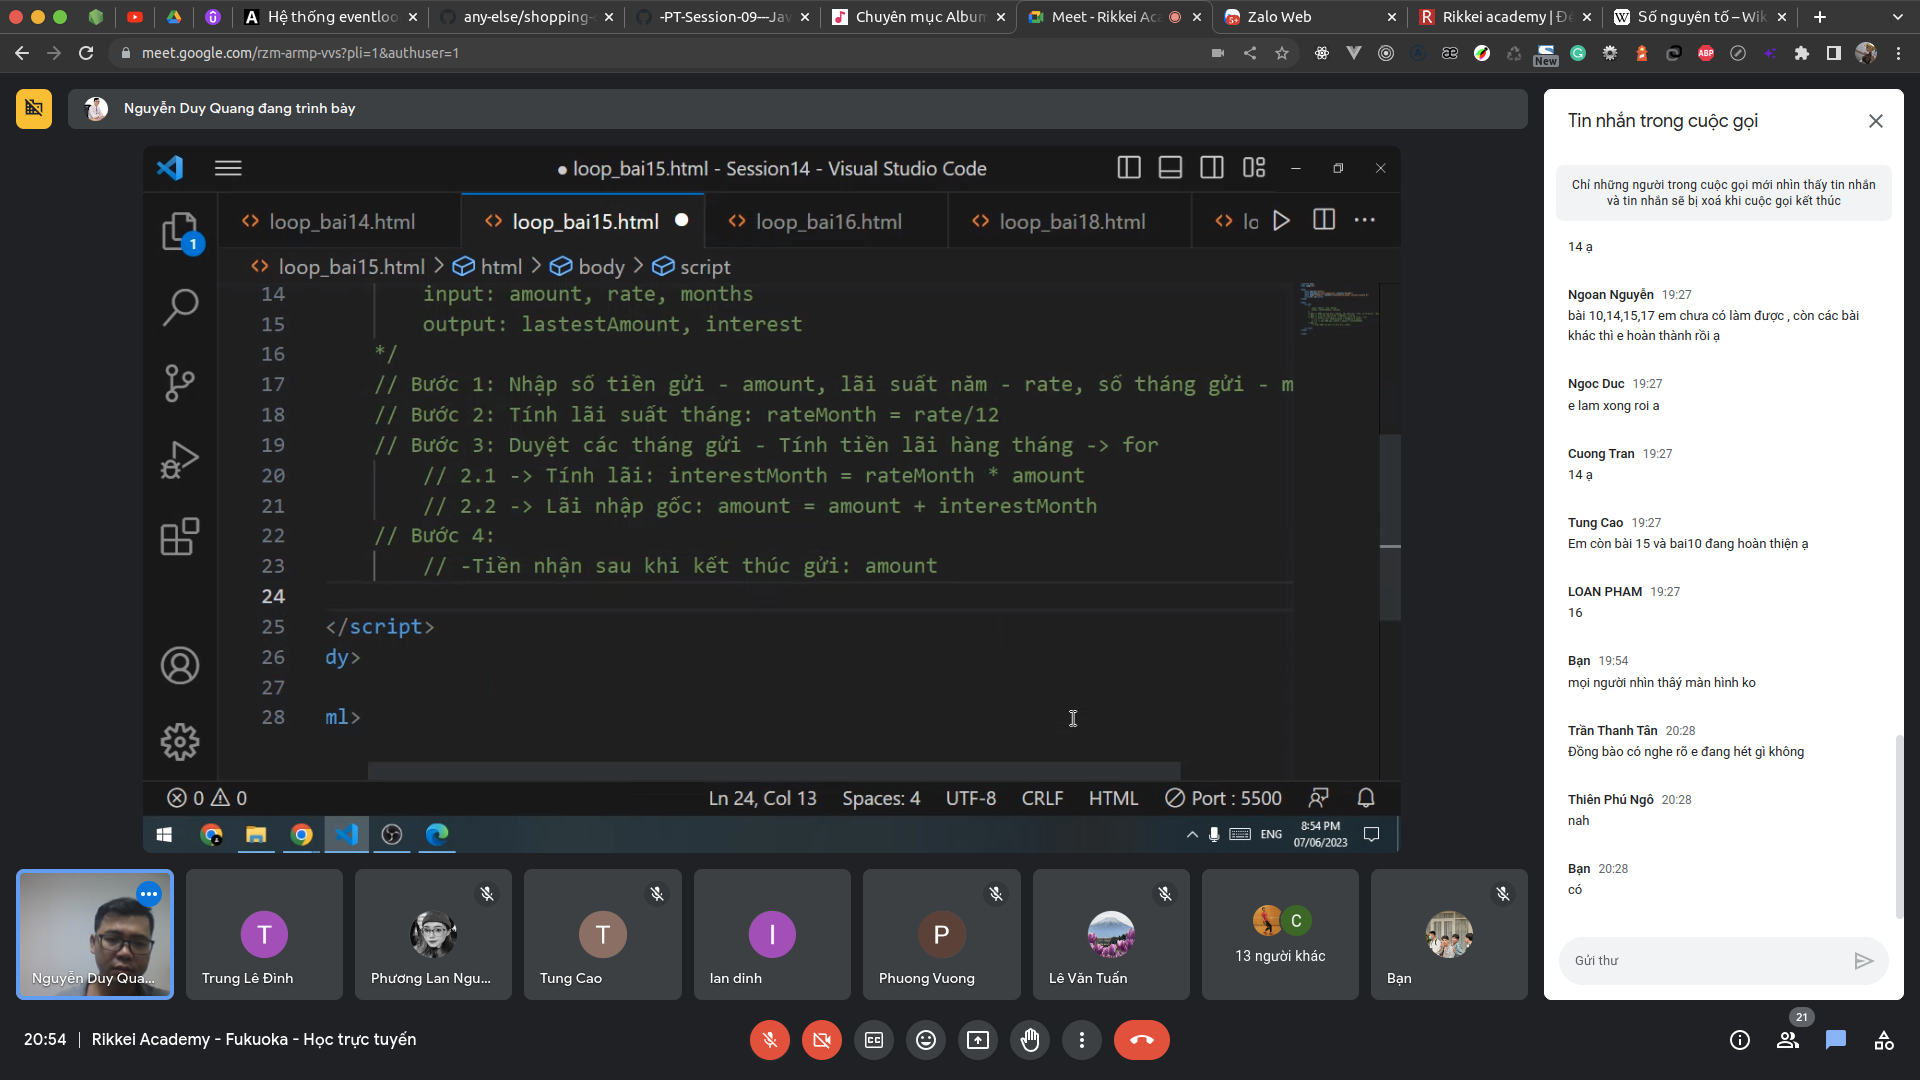 Hệ thống eventloo
any-else/shopping-
-PT-Session-09—Jav
Chuyên mục Album
Meet - Rikkei Aca
Zalo Web
Rikkei academy | Đ
Số nguyên tố – Wik
meet.google.com/rzm-armp-vvs?pli=1&authuser=1
New
ABP
Nguyễn Duy Quang đang trình bày
● loop_bai15.html - Session14 - Visual Studio Code
1
loop_bai14.html
loop_bai15.html
loop_bai16.html
loop_bai18.html
lo
loop_bai15.html > html > body > script
14 input: amount, rate, months
15 output: lastestAmount, interest
16 */
17 // Bước 1: Nhập số tiền gửi - amount, lãi suất năm - rate, số tháng gửi - m
18 // Bước 2: Tính lãi suất tháng: rateMonth = rate/12
19 // Bước 3: Duyệt các tháng gửi - Tính tiền lãi hàng tháng -> for
20 // 2.1 -> Tính lãi: interestMonth = rateMonth * amount
21 // 2.2 -> Lãi nhập gốc: amount = amount + interestMonth
22 // Bước 4:
23 // -Tiền nhận sau khi kết thúc gửi: amount
24
25 </script>
26 dy>
27
28 ml>
0 0
Ln 24, Col 13
Spaces: 4
UTF-8
CRLF
HTML
Port : 5500
ENG
8:54 PM
07/06/2023
Tin nhắn trong cuộc gọi
Chỉ những người trong cuộc gọi mới nhìn thấy tin nhắn
và tin nhắn sẽ bị xoá khi cuộc gọi kết thúc
14 ạ
Ngoan Nguyễn 19:27
bài 10,14,15,17 em chưa có làm được , còn các bài
khác thì e hoàn thành rồi ạ
Ngoc Duc 19:27
e lam xong roi a
Cuong Tran 19:27
14 ạ
Tung Cao 19:27
Em còn bài 15 và bai10 đang hoàn thiện ạ
LOAN PHAM 19:27
16
Bạn 19:54
mọi người nhìn thâý màn hình ko
Trần Thanh Tân 20:28
Đồng bào có nghe rõ e đang hét gì không
Thiên Phú Ngô 20:28
nah
Bạn 20:28
có
Gửi thư
Nguyễn Duy Qua...
T
Trung Lê Đình
Phương Lan Ngu...
T
Tung Cao
I
lan dinh
P
Phuong Vuong
Lê Văn Tuấn
C
13 người khác
Bạn
20:54 | Rikkei Academy - Fukuoka - Học trực tuyến
21